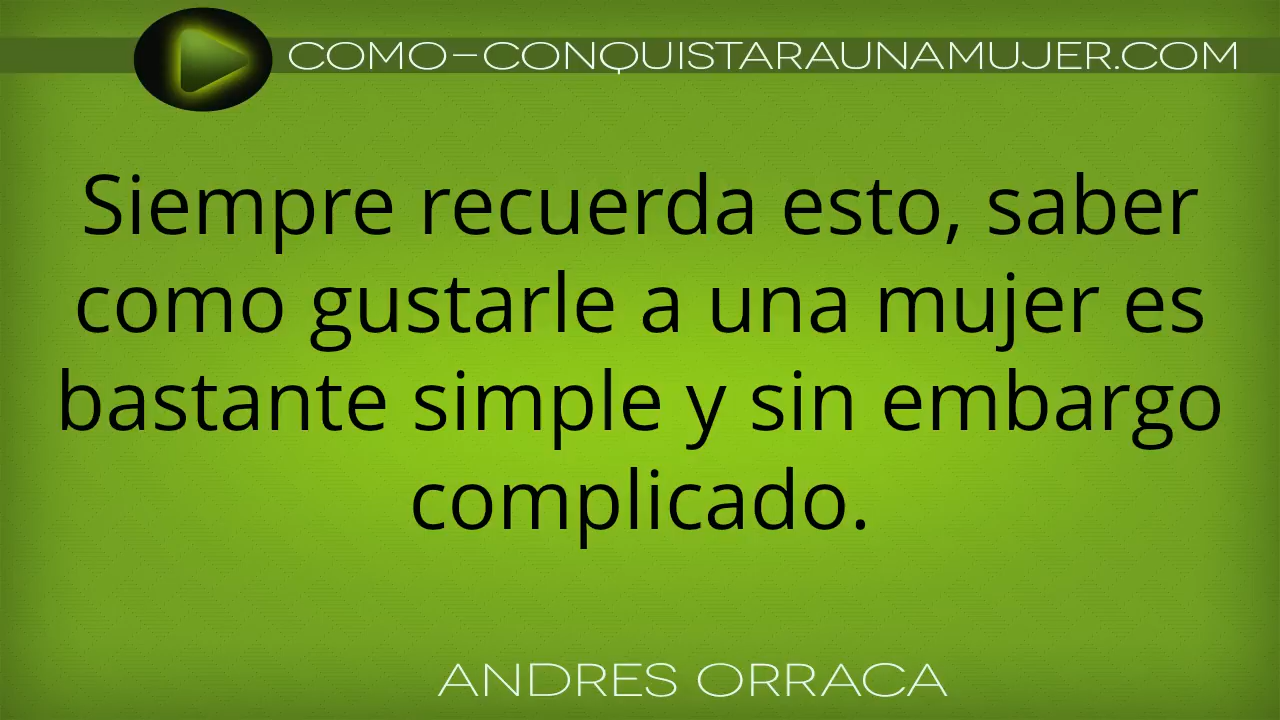 COMO-CONQUISTARAUNAMUJER.COM
Siempre recuerda esto, saber
como gustarle a una mujer es
bastante simple y sin embargo
complicado.
ANDRES ORRACA